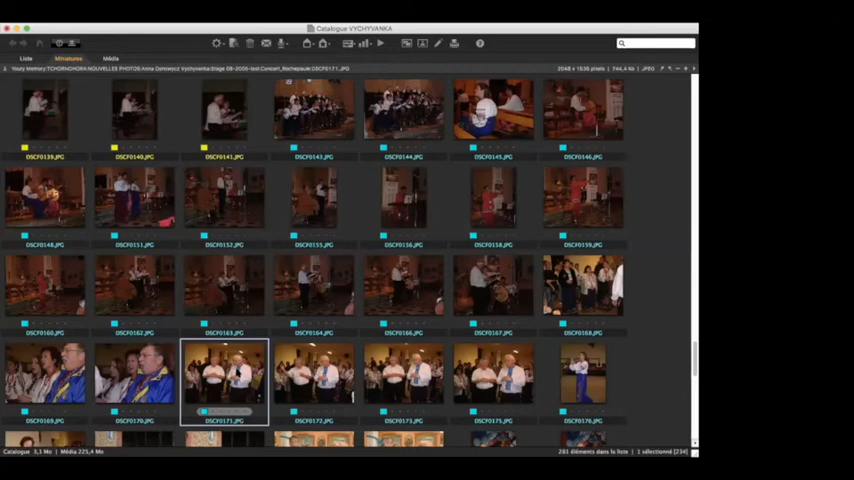 Catalogue VYCHYVANKA
Liste Miniatures Média
2048 x 1536 pixels | 744,4 Ko | JPEG
DSCF0139.JPG DSCF0140.JPG DSCF0141.JPG DSCF0143.JPG DSCF0144.JPG DSCF0145.JPG DSCF0146.JPG
DSCF0148.JPG DSCF0151.JPG DSCF0152.JPG DSCF0155.JPG DSCF0156.JPG DSCF0158.JPG DSCF0159.JPG
DSCF0160.JPG DSCF0162.JPG DSCF0163.JPG DSCF0164.JPG DSCF0166.JPG DSCF0167.JPG DSCF0168.JPG
DSCF0169.JPG DSCF0170.JPG DSCF0171.JPG DSCF0172.JPG DSCF0173.JPG DSCF0175.JPG DSCF0176.JPG
Catalogue 3,3 Mo | Média 225,4 Mo 281 éléments dans la liste | 1 sélectionné [234]